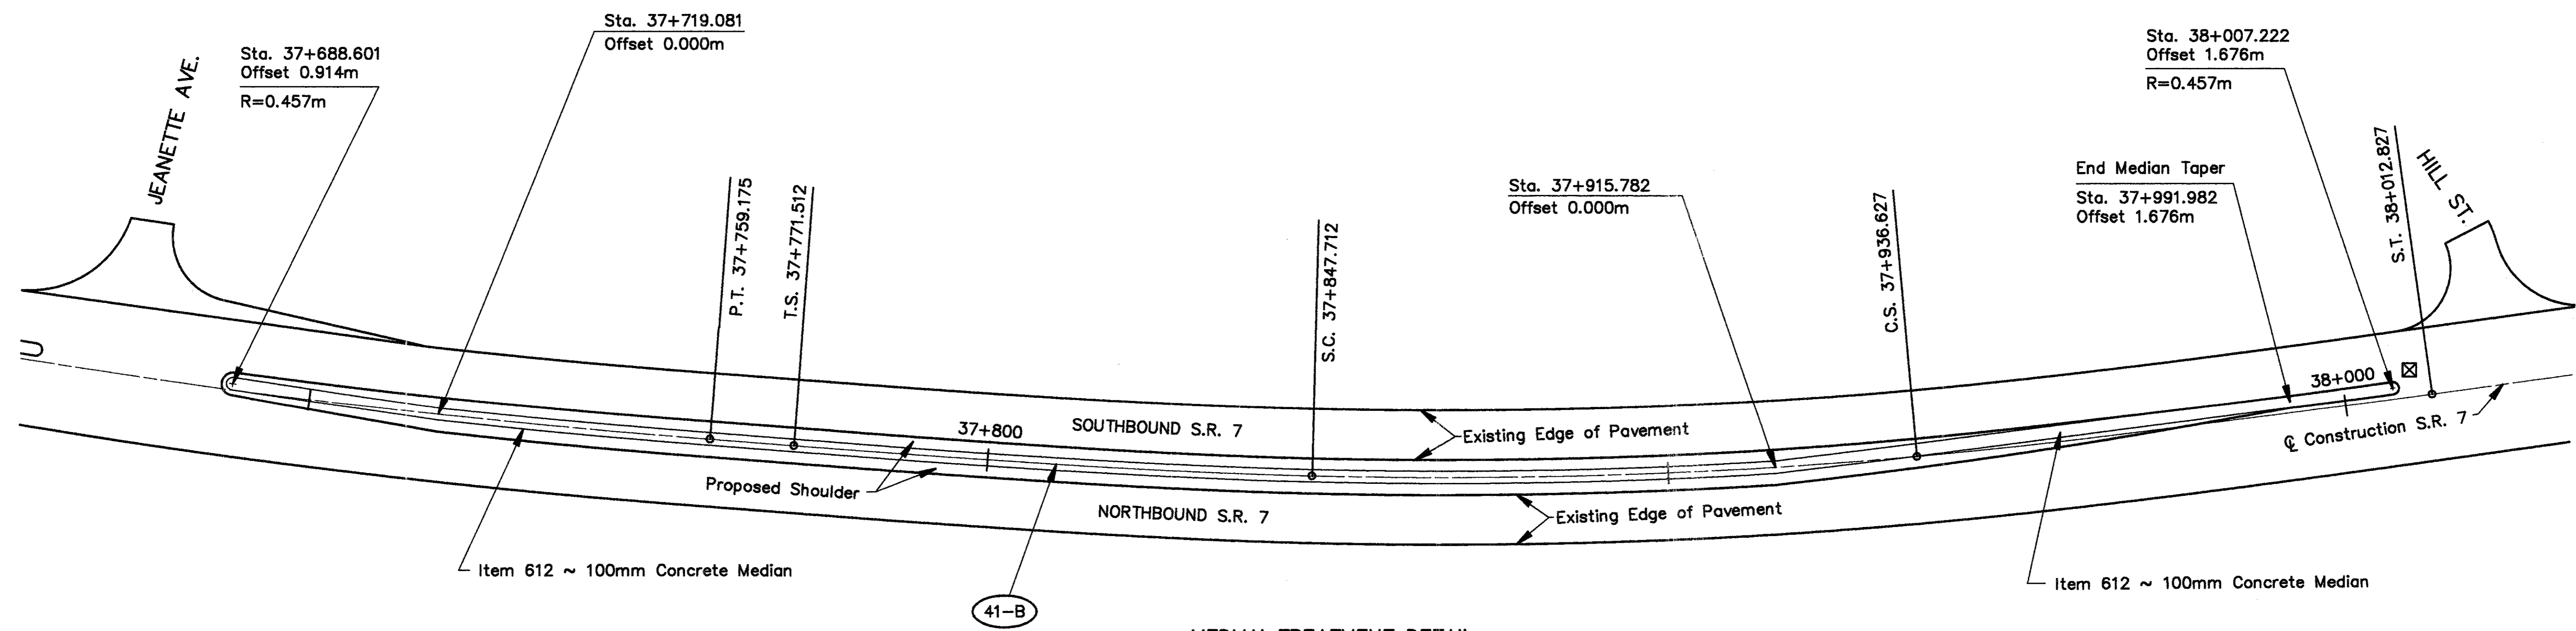 Sta. 37+719.081
Offset 0.000m
Sta. 37+688.601
Offset 0.914m
R=0.457m
JEANETTE AVE.
Sta. 38+007.222
Offset 1.676m
R=0.457m
End Median Taper
Sta. 37+991.982
Offset 1.676m
Sta. 37+915.782
Offset 0.000m
HILL ST.
S.T. 38+012.827
P.T. 37+759.175
T.S. 37+771.512
S.C. 37+847.712
C.S. 37+936.627
38+000
37+800
SOUTHBOUND S.R. 7
Existing Edge of Pavement
℄ Construction S.R. 7
Proposed Shoulder
NORTHBOUND S.R. 7
Existing Edge of Pavement
Item 612 ~ 100mm Concrete Median
Item 612 ~ 100mm Concrete Median
41-B